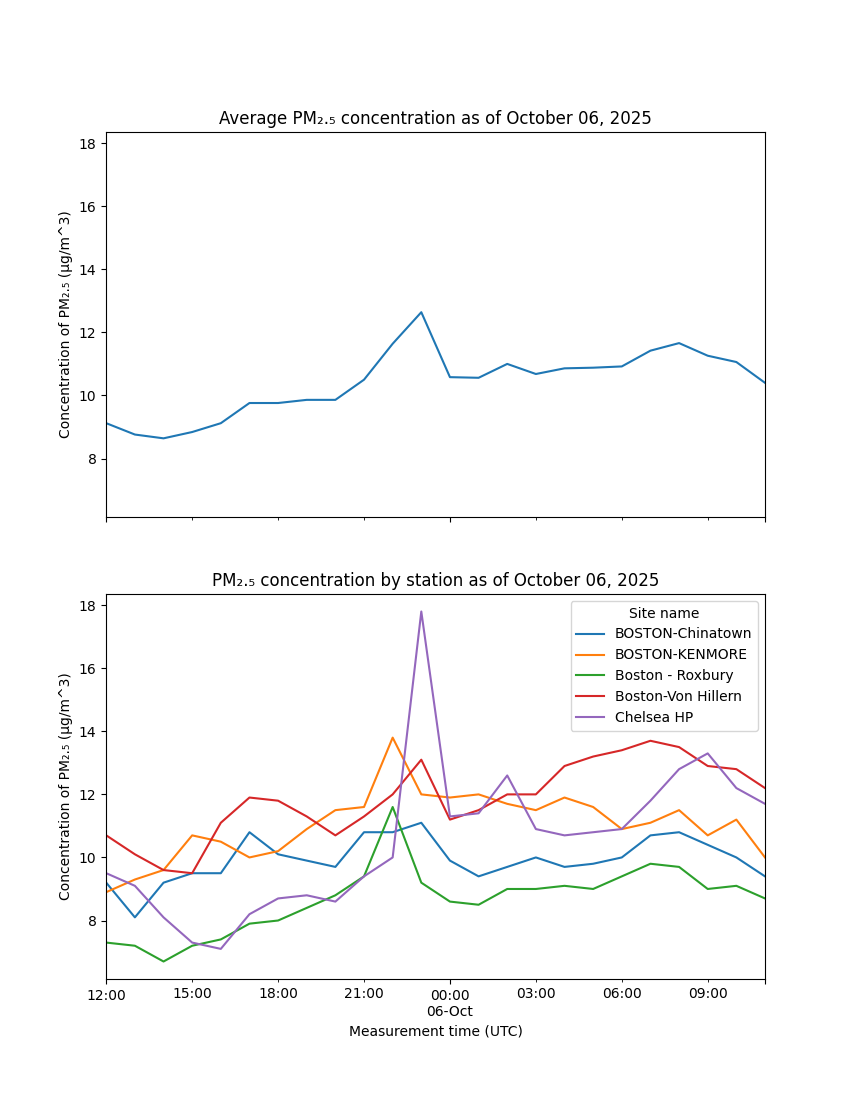 Average PM₂.₅ concentration as of October 06, 2025
Concentration of PM₂.₅ (µg/m^3)
18
16
14
12
10
8
PM₂.₅ concentration by station as of October 06, 2025
Concentration of PM₂.₅ (µg/m^3)
18
16
14
12
10
8
Site name
BOSTON-Chinatown
BOSTON-KENMORE
Boston - Roxbury
Boston-Von Hillern
Chelsea HP
12:00 15:00 18:00 21:00 00:00 03:00 06:00 09:00
06-Oct
Measurement time (UTC)